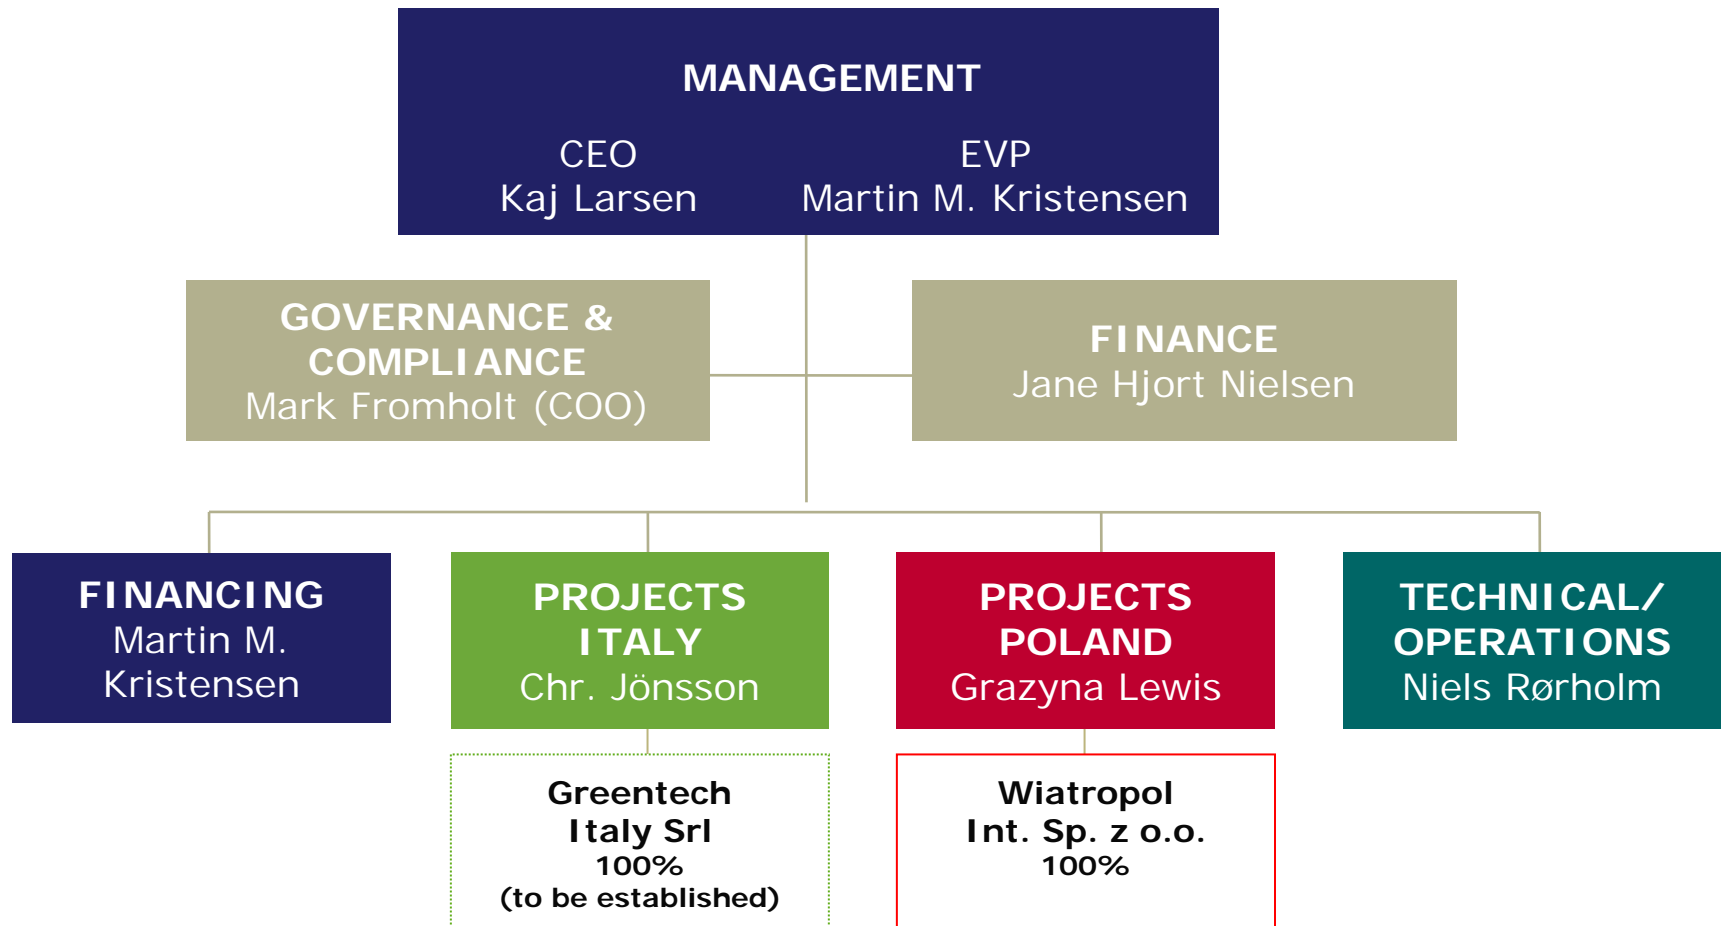 MANAGEMENT
CEO
Kaj Larsen
EVP
Martin M. Kristensen
GOVERNANCE &
COMPLIANCE
Mark Fromholt (COO)
FINANCE
Jane Hjort Nielsen
FINANCING
Martin M.
Kristensen
PROJECTS
ITALY
Chr. Jönsson
PROJECTS
POLAND
Grazyna Lewis
TECHNICAL/
OPERATIONS
Niels Rørholm
Greentech
Italy Srl
100%
(to be established)
Wiatropol
Int. Sp. z o.o.
100%